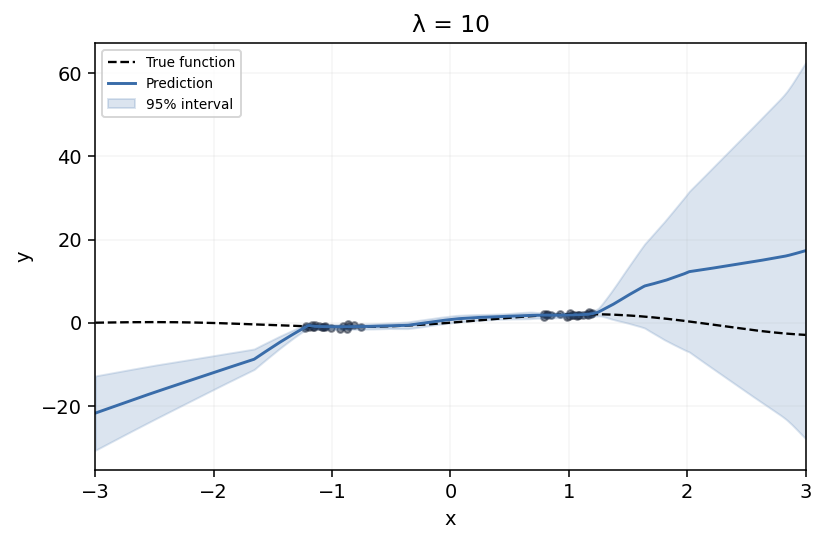 λ = 10
True function
Prediction
95% interval
60
40
20
0
−20
y
−3
−2
−1
0
1
2
3
x